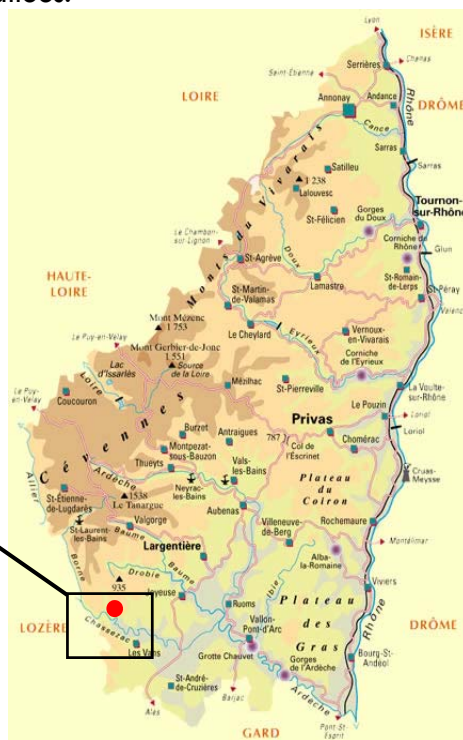 ISÈRE
Lyon
Serrières
Chanas
Saint-Étienne
LOIRE
Annonay
Andance
DRÔME
Rhône
Cance
Sarras
Sarras
Satillieu
1 238
Lalouvesc
Tournon-
sur-Rhône
St-Félicien
Gorges
du Doux
Monts du Vivarais
Le Chambon-
sur-Lignon
Corniche de
Rhône
Glun
Doux
St-Agrève
Lamastre
St-Romain-
de-Lerps
St-Péray
Valence
HAUTE-
LOIRE
St-Martin-
de-Valamas
Le Cheylard
Eyrieux
Vernoux-
en-Vivarais
Mont Mézenc
1 753
Le Puy-en-Velay
Mont Gerbier-de-Jonc
1 551
Source
de la Loire
Corniche
de l'Eyrieux
Lac
d'Issarlès
Loire
Le Puy-
en-Velay
Coucouron
Mézilhac
St-Pierreville
La Voulte-
sur-Rhône
Privas
Le Pouzin
Loriol
Loriol
Cévennes
Burzet
Antraigues
787
Col de
l'Escrinet
Chomérac
Montpezat-
sous-Bauzon
Allier
Ardèche
Thueyts
Vals-
les-Bains
Neyrac-
les-Bains
Plateau
du
Coiron
Cruas-
Meysse
St-Étienne-
de-Lugdarès
1538
Le Tanargue
Aubenas
Rochemaure
St-Laurent-
les-Bains
Valgorge
Villeneuve-
de-Berg
Montélimar
Borne
Baume
Largentière
Alba-
la-Romaine
Drobie
Baume
Ibie
Viviers
935
Joyeuse
Ruoms
Plateau
des
Gras
Rhône
DRÔME
LOZÈRE
Chassezac
Les Vans
Vallon-
Pont-d'Arc
Grotte Chauvet
Gorges
de l'Ardèche
Bourg-St-
Andéol
St-André-
de-Cruzières
Ardèche
Alès
Barjac
Pont-St-
Esprit
GARD